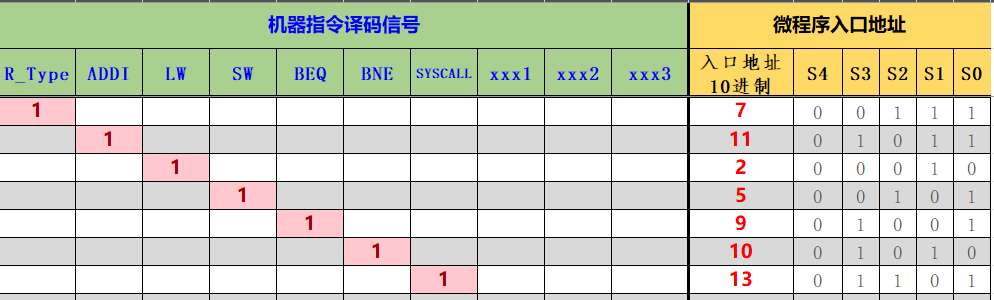 机器指令译码信号 微程序入口地址
R_Type ADDI LW SW BEQ BNE SYSCALL xxx1 xxx2 xxx3 入口地址 10进制 S4 S3 S2 S1 S0
1 7 0 0 1 1 1
1 11 0 1 0 1 1
1 2 0 0 0 1 0
1 5 0 0 1 0 1
1 9 0 1 0 0 1
1 10 0 1 0 1 0
1 13 0 1 1 0 1